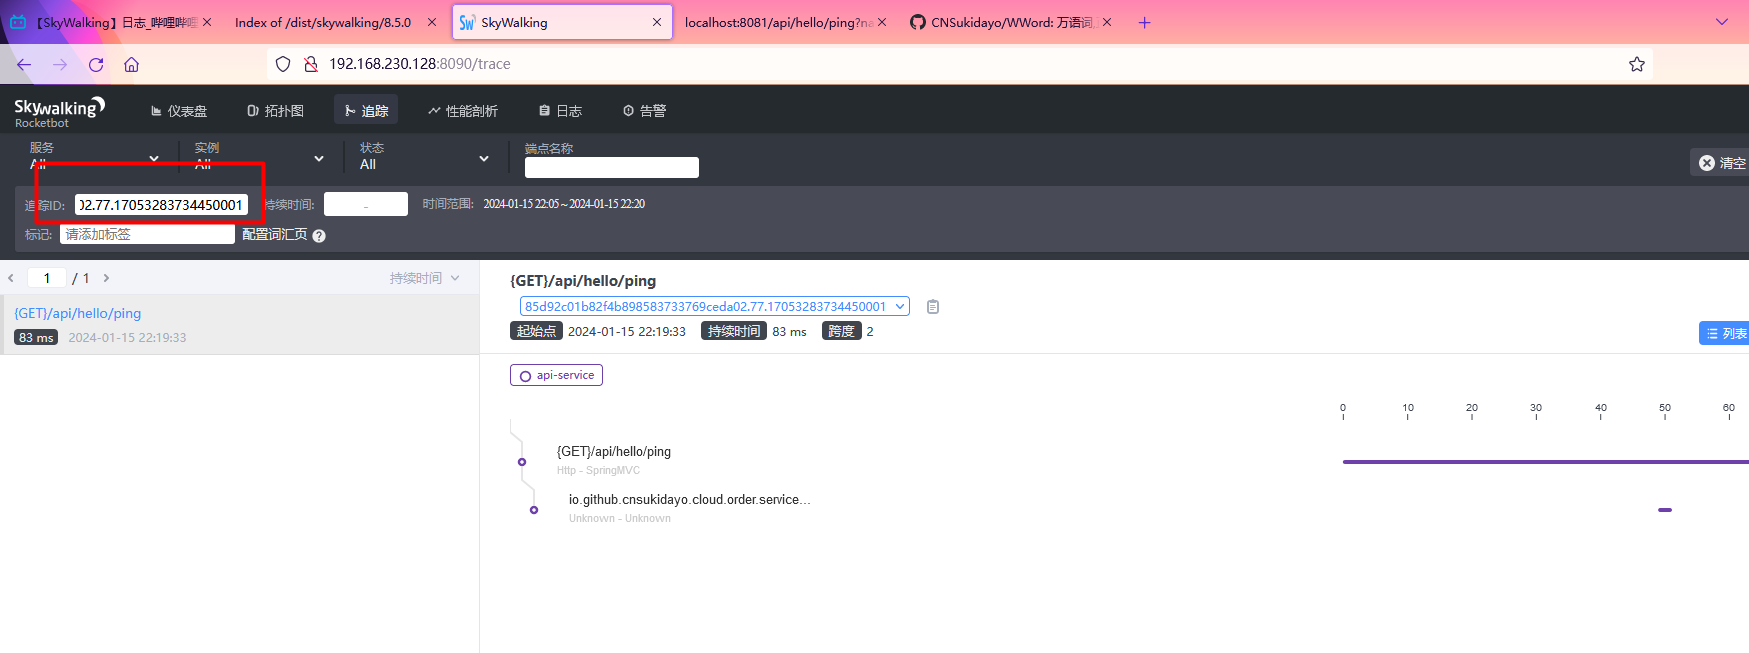 【SkyWalking】日志_哔哩哔哩
Index of /dist/skywalking/8.5.0
SkyWalking
localhost:8081/api/hello/ping?na
CNSukidayo/WWord: 万语词,
192.168.230.128:8090/trace
Skywalking
Rocketbot
仪表盘
拓扑图
追踪
性能剖析
日志
告警
服务
All
实例
All
状态
All
端点名称
清空
追踪ID:
02.77.17053283734450001
持续时间:
-
时间范围:
2024-01-15 22:05 ~ 2024-01-15 22:20
标记:
请添加标签
配置词汇页 ?
1 / 1
持续时间
{GET}/api/hello/ping
83 ms 2024-01-15 22:19:33
{GET}/api/hello/ping
85d92c01b82f4b898583733769ceda02.77.17053283734450001
起始点 2024-01-15 22:19:33 持续时间 83 ms 跨度 2
列表
api-service
0 10 20 30 40 50 60
{GET}/api/hello/ping
Http - SpringMVC
io.github.cnsukidayo.cloud.order.service...
Unknown - Unknown